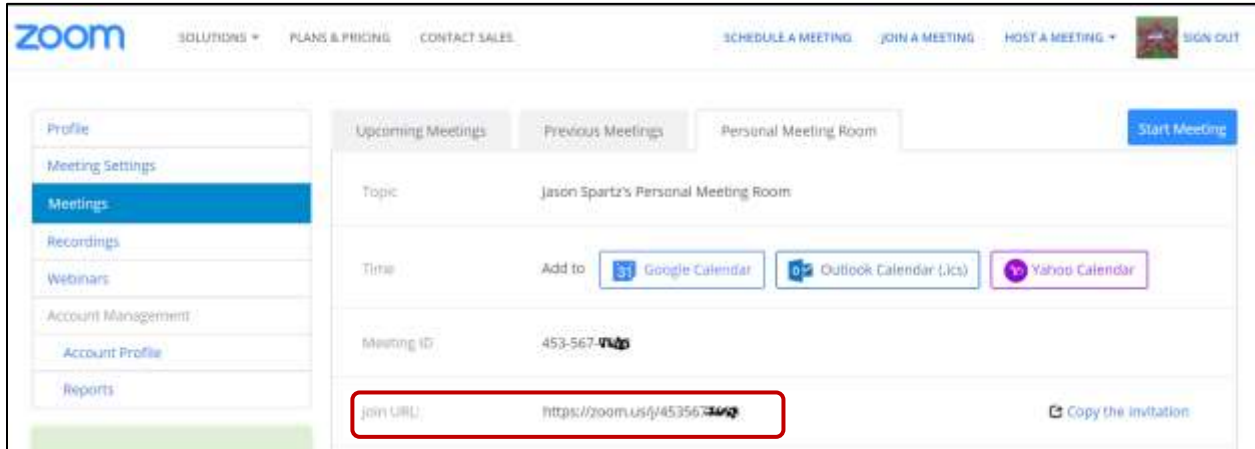 zoom
SOLUTIONS PLANS & PRICING CONTACT SALES SCHEDULE A MEETING JOIN A MEETING HOST A MEETING SIGN OUT
Profile
Meeting Settings
Meetings
Recordings
Webinars
Account Management
Account Profile
Reports
Upcoming Meetings Previous Meetings Personal Meeting Room Start Meeting
Topic Jason Spartz's Personal Meeting Room
Time Add to 31 Google Calendar Outlook Calendar (.ics) Yahoo Calendar
Meeting ID 453-567-
Join URL: https://zoom.us/j/453567 Copy the invitation